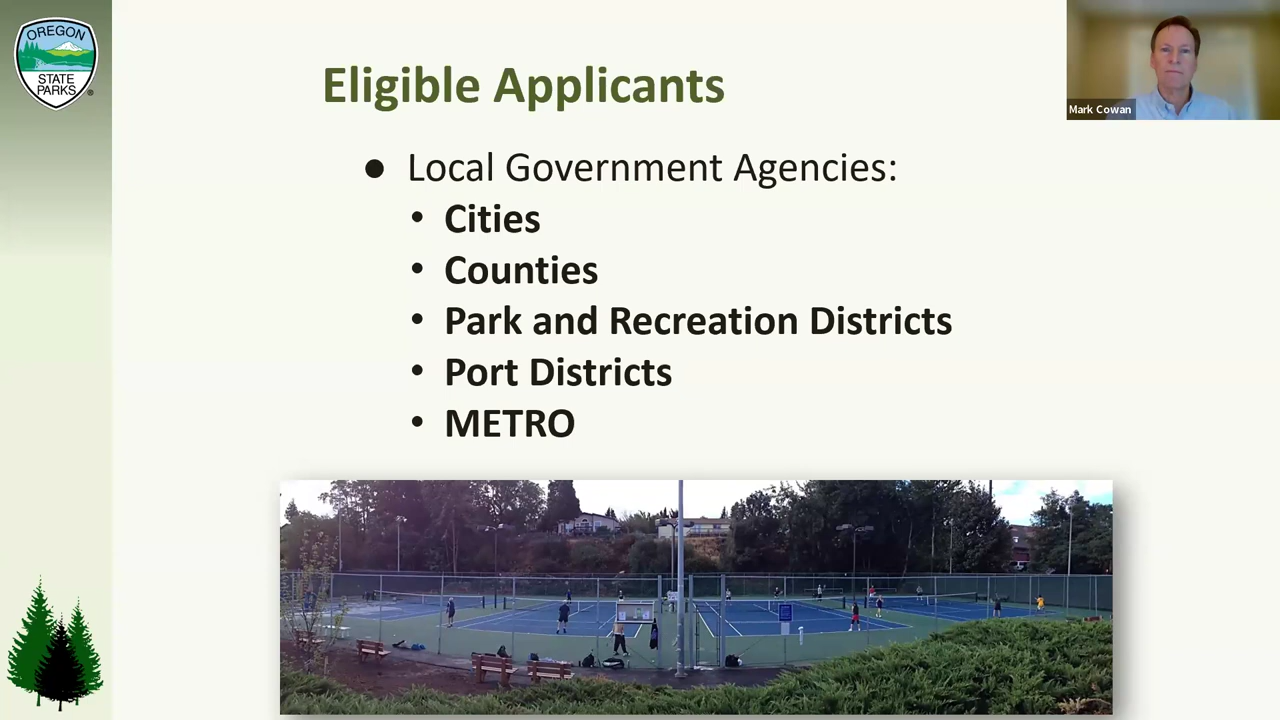 OREGON
STATE
PARKS
®
Eligible Applicants
Mark Cowan
● Local Government Agencies:
• Cities
• Counties
• Park and Recreation Districts
• Port Districts
• METRO